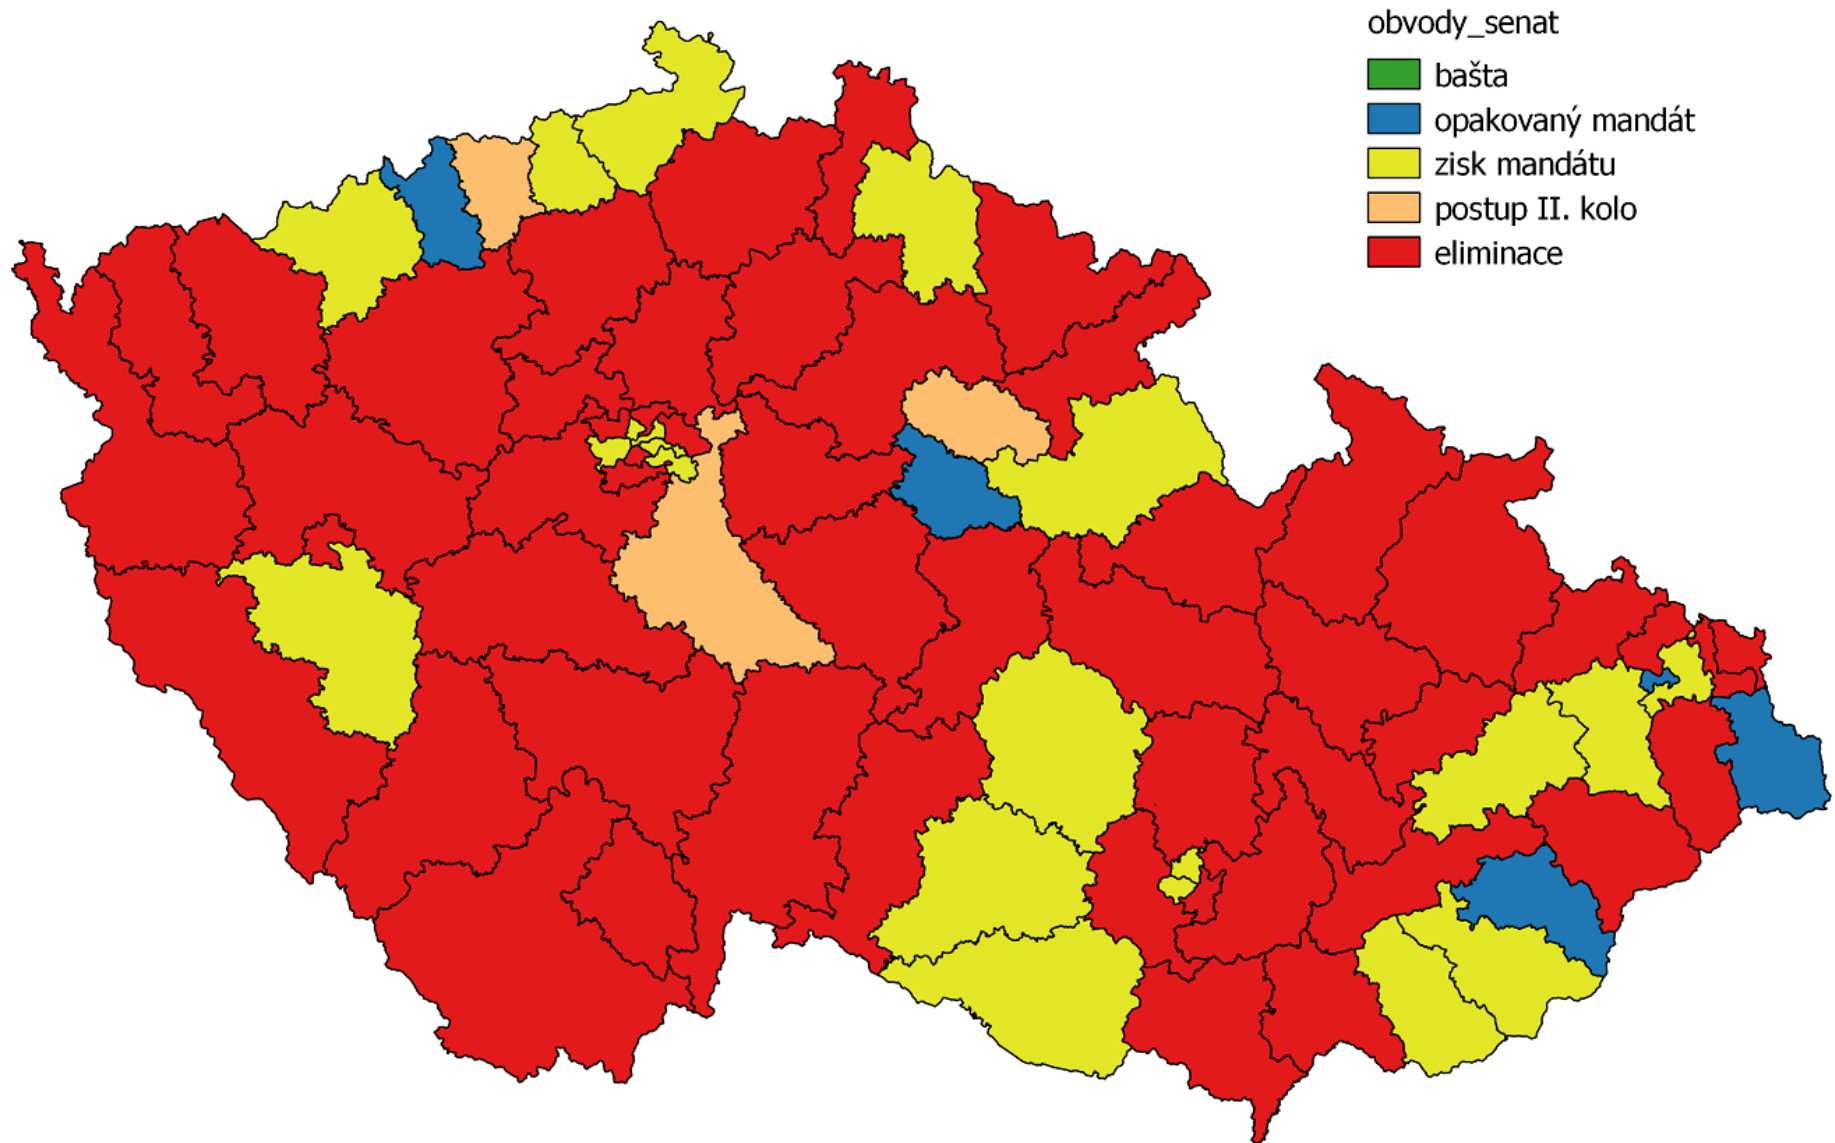 obvody_senat
bašta
opakovaný mandát
zisk mandátu
postup II. kolo
eliminace